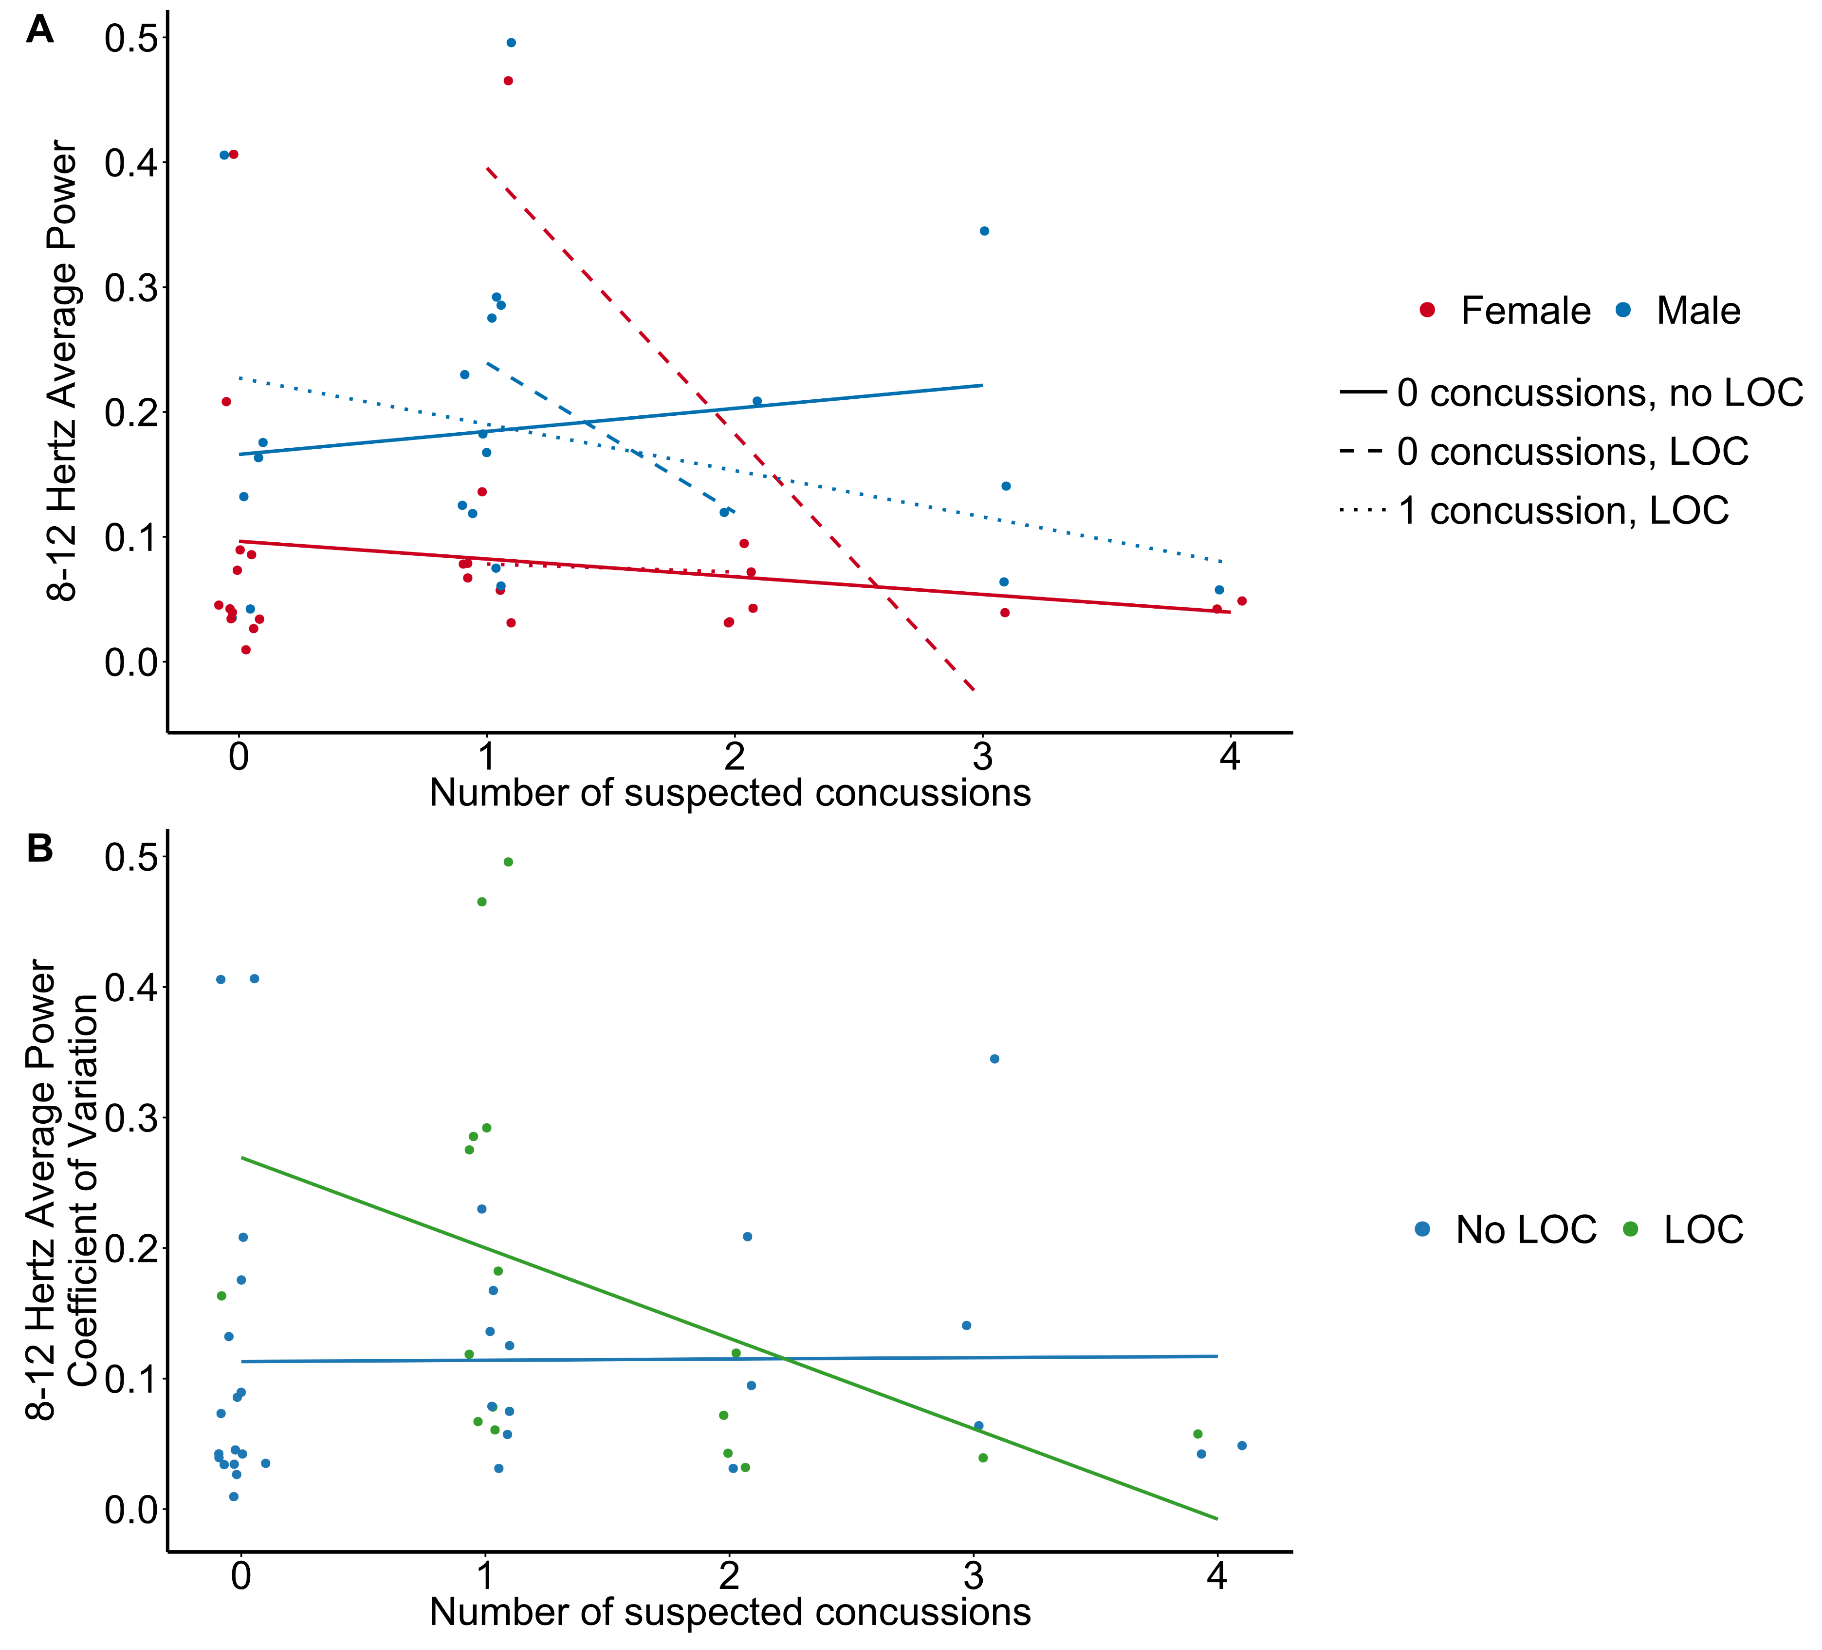 A
0.5
0.4
0.3
0.2
0.1
0.0
8-12 Hertz Average Power
0 1 2 3 4
Number of suspected concussions
Female Male
0 concussions, no LOC
0 concussions, LOC
1 concussion, LOC
B
0.5
0.4
0.3
0.2
0.1
0.0
8-12 Hertz Average Power
Coefficient of Variation
0 1 2 3 4
Number of suspected concussions
No LOC LOC